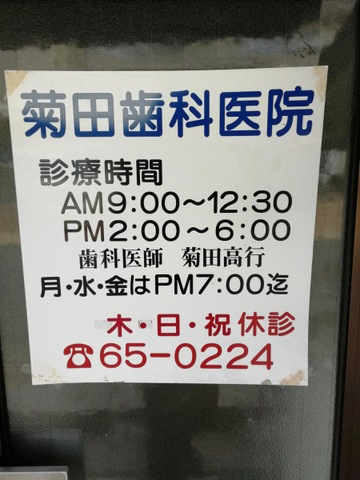 菊田歯科医院
診療時間
AM9:00～12:30
PM2:00～6:00
歯科医師 菊田高行
月・水・金はPM7:00迄
木・日・祝休診
☎65-0224